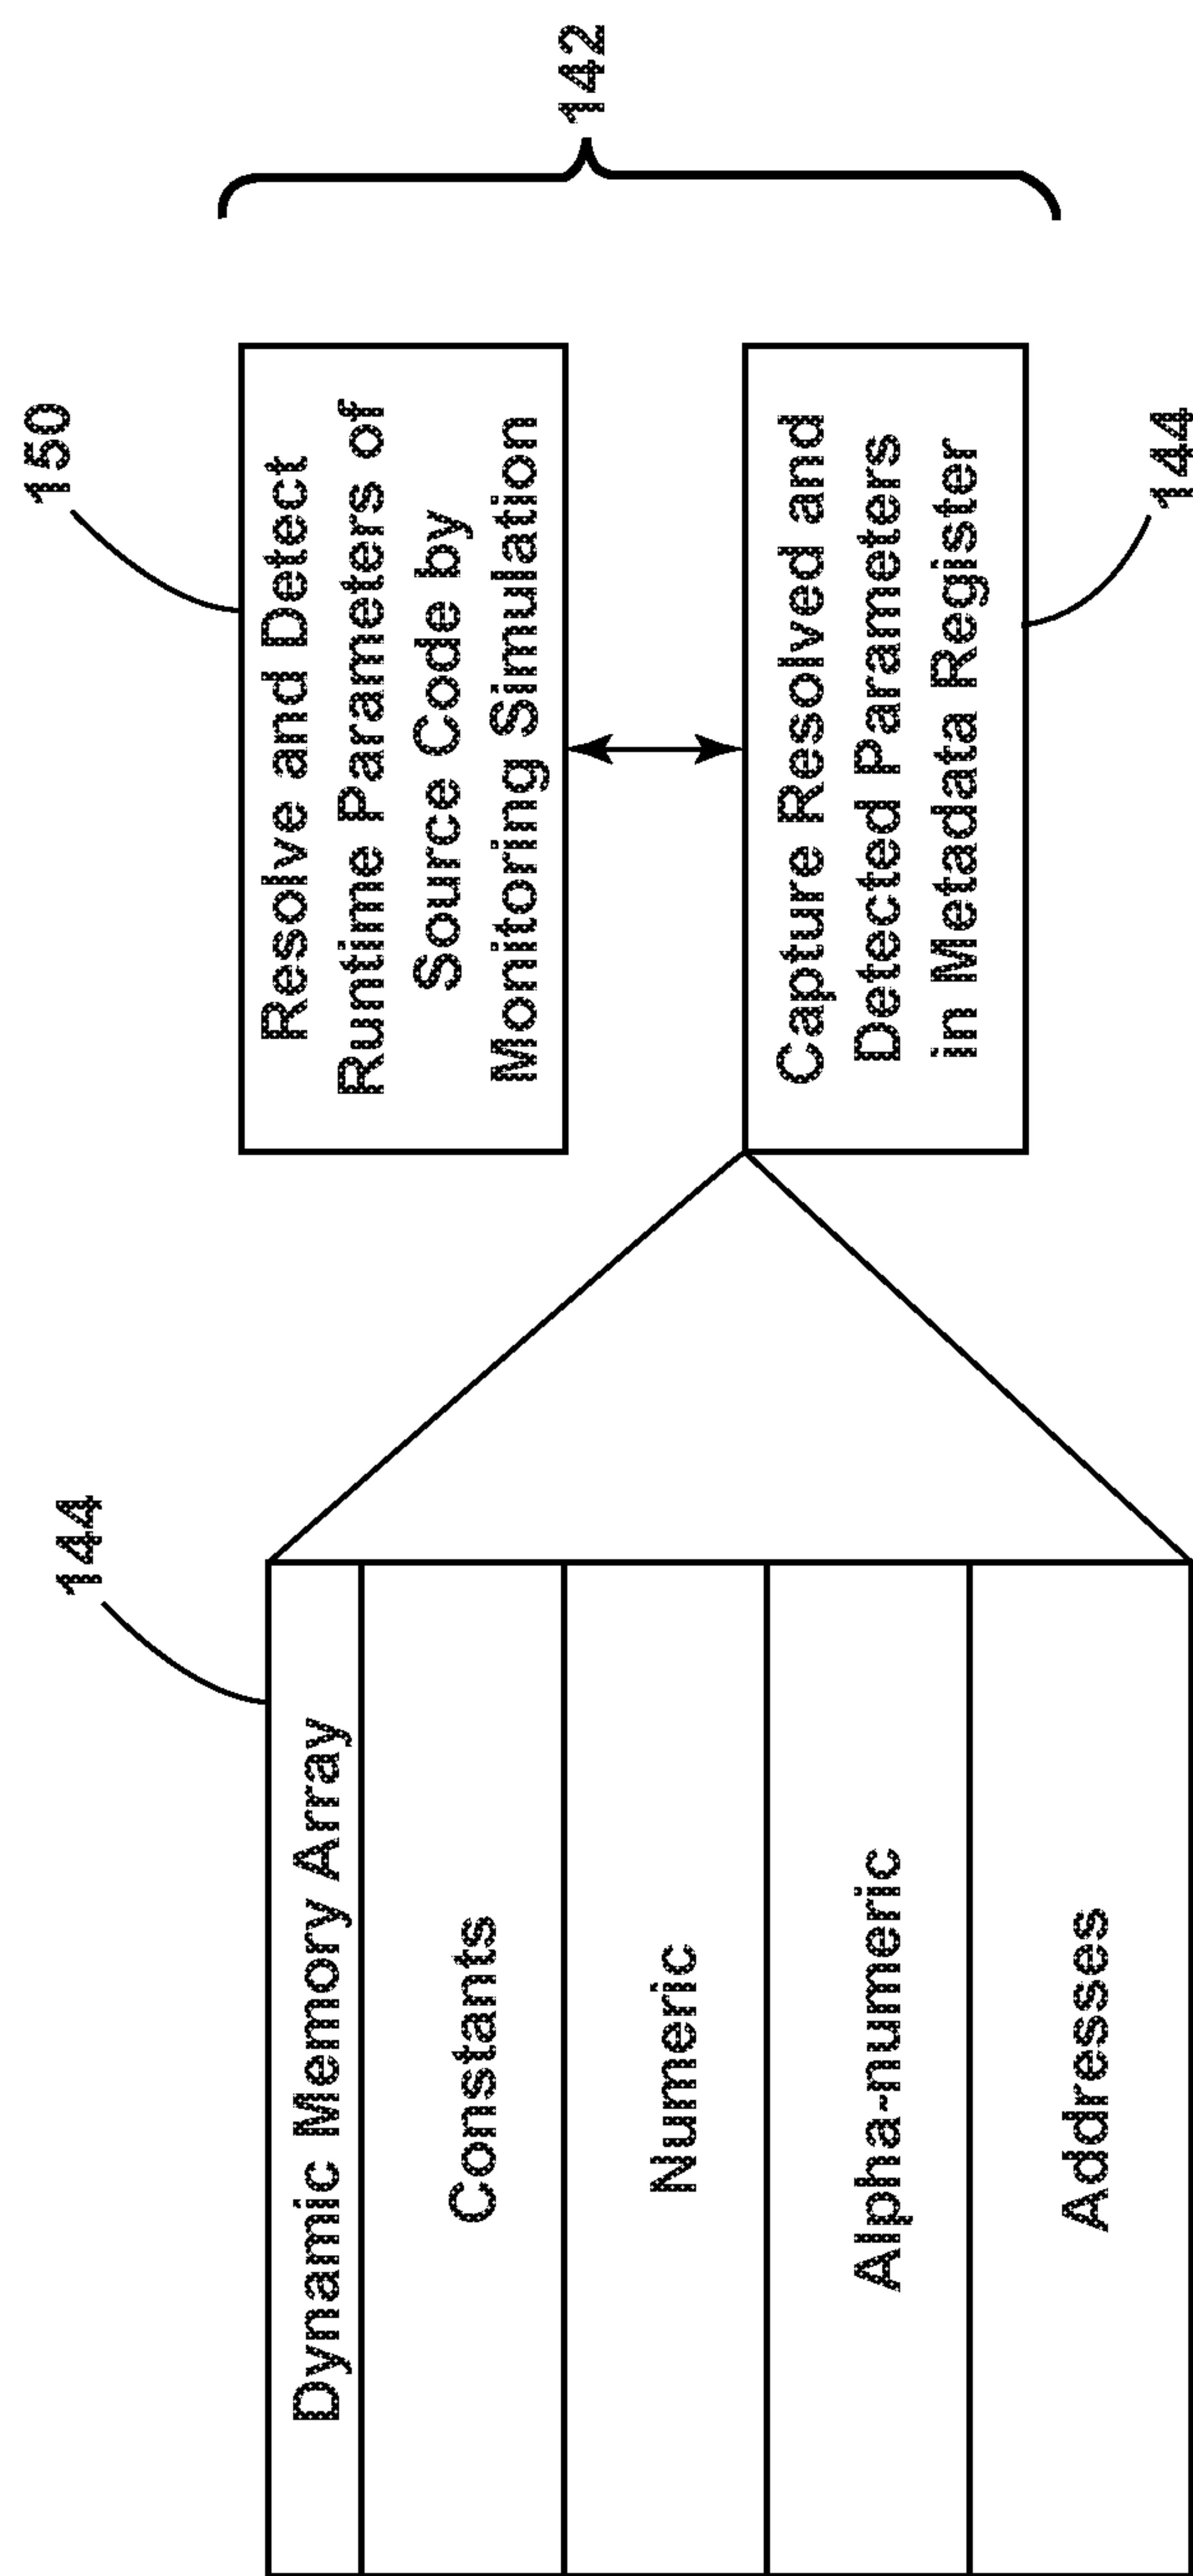 144
Dynamic Memory Array
Constants
Numeric
Alpha-numeric
Addresses
150
Resolve and Detect
Runtime Parameters of
Source Code by
Monitoring Simulation
Capture Resolved and
Detected Parameters
in Metadata Register
144
142